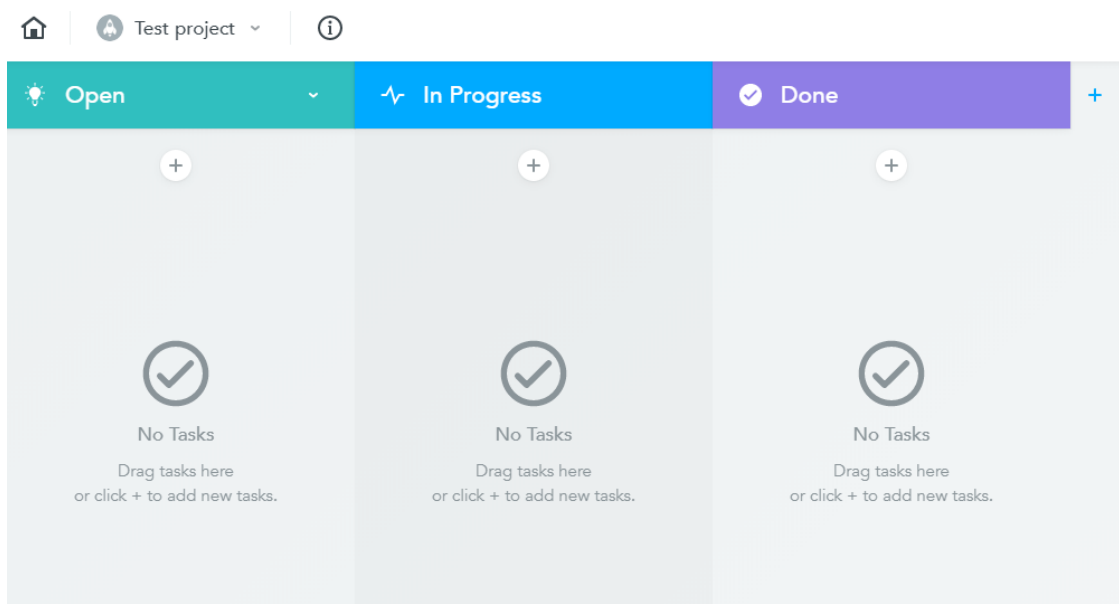 Test project
Open
In Progress
Done
No Tasks
Drag tasks here
or click + to add new tasks.
No Tasks
Drag tasks here
or click + to add new tasks.
No Tasks
Drag tasks here
or click + to add new tasks.